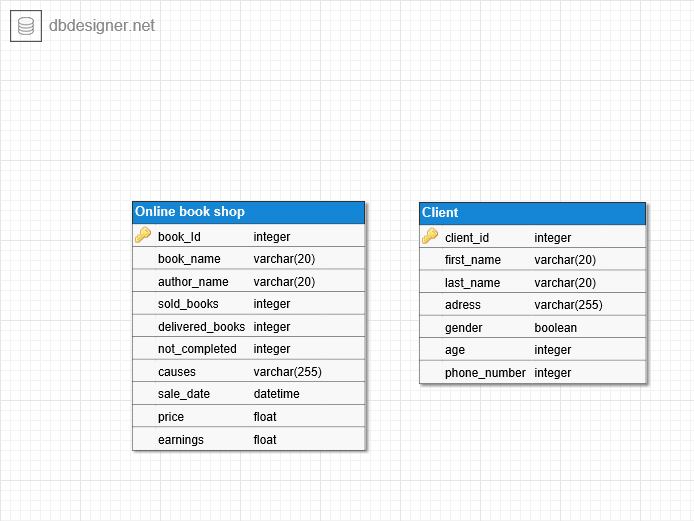 dbdesigner.net
Online book shop
book_Id integer
book_name varchar(20)
author_name varchar(20)
sold_books integer
delivered_books integer
not_completed integer
causes varchar(255)
sale_date datetime
price float
earnings float
Client
client_id integer
first_name varchar(20)
last_name varchar(20)
adress varchar(255)
gender boolean
age integer
phone_number integer